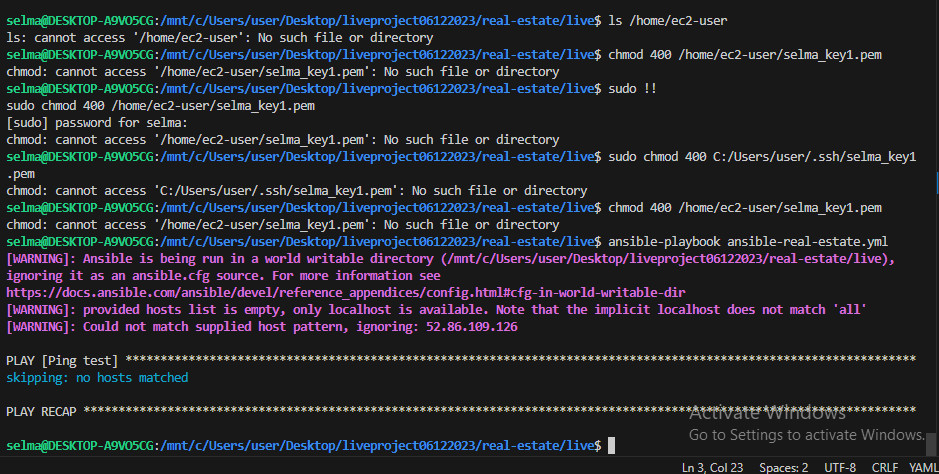 selma@DESKTOP-A9VO5CG:/mnt/c/Users/user/Desktop/liveproject06122023/real-estate/live$ ls /home/ec2-user
ls: cannot access '/home/ec2-user': No such file or directory
selma@DESKTOP-A9VO5CG:/mnt/c/Users/user/Desktop/liveproject06122023/real-estate/live$ chmod 400 /home/ec2-user/selma_key1.pem
chmod: cannot access '/home/ec2-user/selma_key1.pem': No such file or directory
selma@DESKTOP-A9VO5CG:/mnt/c/Users/user/Desktop/liveproject06122023/real-estate/live$ sudo !!
sudo chmod 400 /home/ec2-user/selma_key1.pem
[sudo] password for selma:
chmod: cannot access '/home/ec2-user/selma_key1.pem': No such file or directory
selma@DESKTOP-A9VO5CG:/mnt/c/Users/user/Desktop/liveproject06122023/real-estate/live$ sudo chmod 400 C:/Users/user/.ssh/selma_key1
.pem
chmod: cannot access 'C:/Users/user/.ssh/selma_key1.pem': No such file or directory
selma@DESKTOP-A9VO5CG:/mnt/c/Users/user/Desktop/liveproject06122023/real-estate/live$ chmod 400 /home/ec2-user/selma_key1.pem
chmod: cannot access '/home/ec2-user/selma_key1.pem': No such file or directory
selma@DESKTOP-A9VO5CG:/mnt/c/Users/user/Desktop/liveproject06122023/real-estate/live$ ansible-playbook ansible-real-estate.yml
[WARNING]: Ansible is being run in a world writable directory (/mnt/c/Users/user/Desktop/liveproject06122023/real-estate/live),
ignoring it as an ansible.cfg source. For more information see
https://docs.ansible.com/ansible/devel/reference_appendices/config.html#cfg-in-world-writable-dir
[WARNING]: provided hosts list is empty, only localhost is available. Note that the implicit localhost does not match 'all'
[WARNING]: Could not match supplied host pattern, ignoring: 52.86.109.126
PLAY [Ping test] *****************************************************************************************************************
skipping: no hosts matched
PLAY RECAP ***********************************************************************************************************************
Activate Windows
selma@DESKTOP-A9VO5CG:/mnt/c/Users/user/Desktop/liveproject06122023/real-estate/live$
Go to Settings to activate Windows.
Ln 3, Col 23 Spaces: 2 UTF-8 CRLF YAML